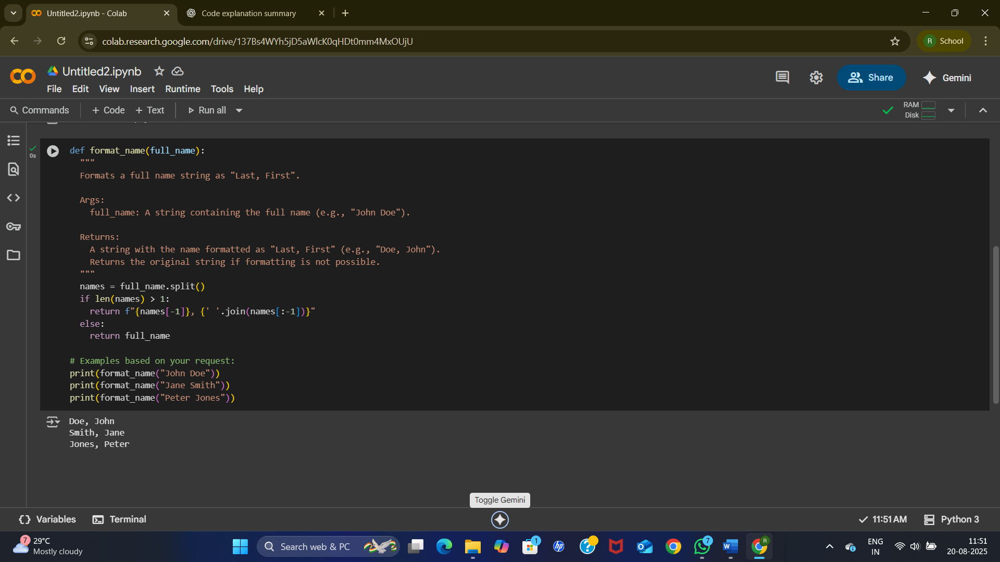 Untitled2.ipynb - Colab
Code explanation summary
colab.research.google.com/drive/137Bs4WYh5jD5aWlcK0qHDt0mm4MxOUjU
R School
Untitled2.ipynb
File Edit View Insert Runtime Tools Help
Share
Gemini
Commands + Code + Text Run all
RAM
Disk
0s
def format_name(full_name):
"""
Formats a full name string as "Last, First".
Args:
full_name: A string containing the full name (e.g., "John Doe").
Returns:
A string with the name formatted as "Last, First" (e.g., "Doe, John").
Returns the original string if formatting is not possible.
"""
names = full_name.split()
if len(names) > 1:
return f"{names[-1]}, {' '.join(names[:-1])}"
else:
return full_name
# Examples based on your request:
print(format_name("John Doe"))
print(format_name("Jane Smith"))
print(format_name("Peter Jones"))
Doe, John
Smith, Jane
Jones, Peter
Toggle Gemini
{} Variables Terminal
11:51 AM Python 3
7
29°C
Mostly cloudy
Search web & PC
1
hp
?
7
W
R
ENG
IN
11:51
20-08-2025